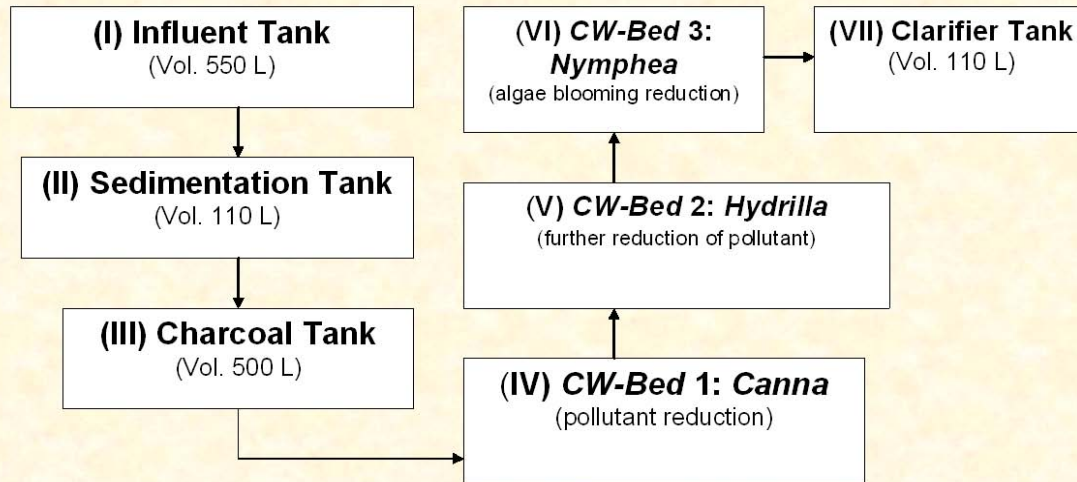 (I) Influent Tank
(Vol. 550 L)
(II) Sedimentation Tank
(Vol. 110 L)
(III) Charcoal Tank
(Vol. 500 L)
(IV) CW-Bed 1: Canna
(pollutant reduction)
(V) CW-Bed 2: Hydrilla
(further reduction of pollutant)
(VI) CW-Bed 3:
Nymphea
(algae blooming reduction)
(VII) Clarifier Tank
(Vol. 110 L)